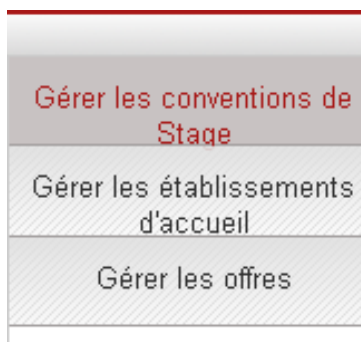 Gérer les conventions de
Stage
Gérer les établissements
d'accueil
Gérer les offres